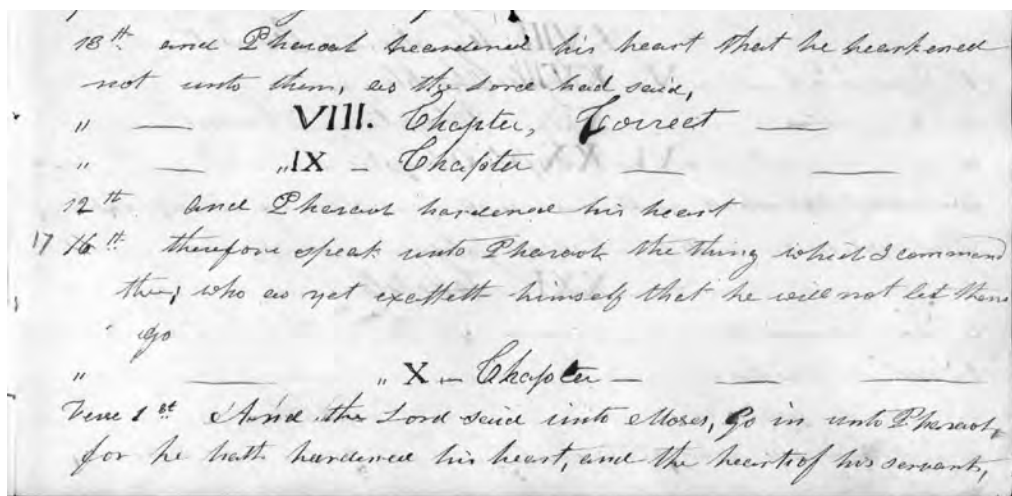 13th. and Pharaoh heardened his heart that he hearkened
not unto them, as the Lord had said,
" — VIII. Chapter, Correct —
" — „ IX – Chapter — —
12th. and Pharaoh hardened his heart
17 16th. therefore speak unto Pharaoh the thing which I command
thee; who as yet exalteth himself that he will not let them
go
" — „ X – Chapter – — —
Verse 1st And the Lord said unto Moses, Go in unto Pharaoh,
for he hath hardened his heart, and the hearts of his servants,